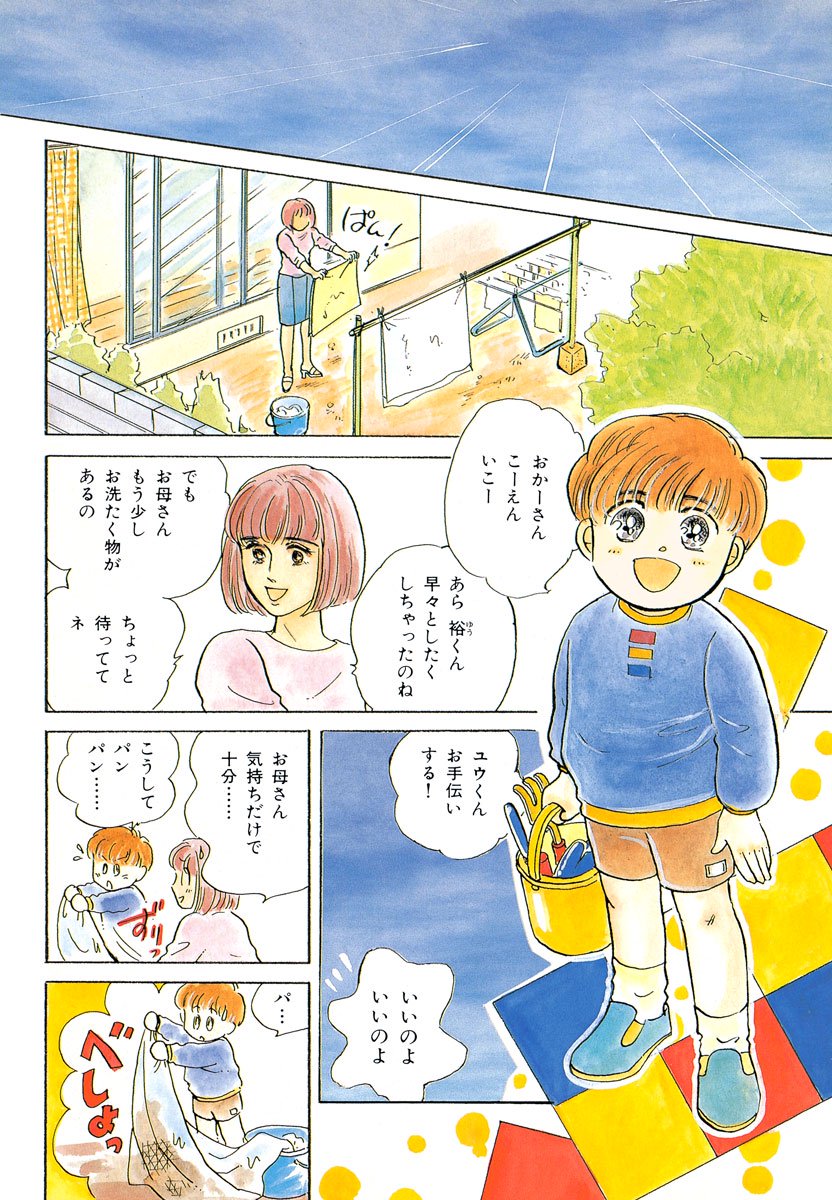 ぱん!
おかーさん
こーえん
いこー
あら 裕くん
ゆう
早々としたく
しちゃったのね
でも
お母さん
もう少し
お洗たく物が
あるの
ちょっと
待ってて
ネ
ユウくん
お手伝い
する!
いいのよ
いいのよ
お母さん
気持ちだけで
十分……
こうして
パン
パン……
ずりっ
パ…
べしょっ